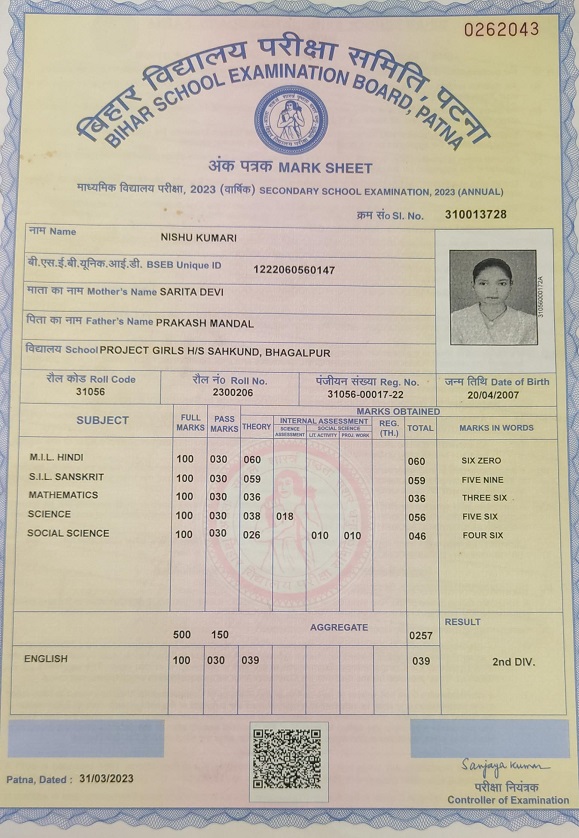 0262043
बिहार विद्यालय परीक्षा समिति, पटना
BIHAR SCHOOL EXAMINATION BOARD, PATNA
अंक पत्रक MARK SHEET
माध्यमिक विद्यालय परीक्षा, 2023 (वार्षिक) SECONDARY SCHOOL EXAMINATION, 2023 (ANNUAL)
क्रम सं० Sl. No. 310013728
नाम Name NISHU KUMARI
बी.एस.ई.बी.यूनिक.आई.डी. BSEB Unique ID 1222060560147
माता का नाम Mother's Name SARITA DEVI
पिता का नाम Father's Name PRAKASH MANDAL
विद्यालय School PROJECT GIRLS H/S SAHKUND, BHAGALPUR
310560000172A
रौल कोड Roll Code रौल नं० Roll No. पंजीयन संख्या Reg. No. जन्म तिथि Date of Birth
31056 2300206 31056-00017-22 20/04/2007
SUBJECT FULL MARKS PASS MARKS MARKS OBTAINED MARKS IN WORDS
THEORY INTERNAL ASSESSMENT REG. (TH.) TOTAL
SCIENCE ASSESSMENT SOCIAL SCIENCE
LIT. ACTIVITY PROJ. WORK
M.I.L. HINDI 100 030 060 060 SIX ZERO
S.I.L. SANSKRIT 100 030 059 059 FIVE NINE
MATHEMATICS 100 030 036 036 THREE SIX
SCIENCE 100 030 038 018 056 FIVE SIX
SOCIAL SCIENCE 100 030 026 010 010 046 FOUR SIX
RESULT
500 150 AGGREGATE 0257
ENGLISH 100 030 039 039 2nd DIV.
Sanjaya Kumar
Patna, Dated : 31/03/2023
परीक्षा नियंत्रक
Controller of Examination